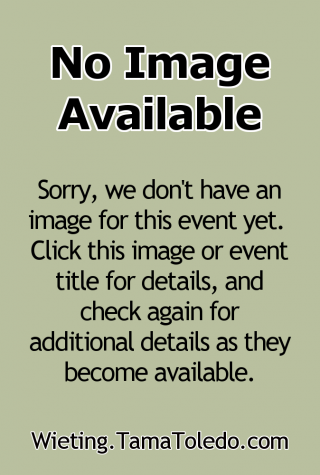 No Image
Available
Sorry, we don't have an
image for this event yet.
Click this image or event
title for details, and
check again for
additional details as they
become available.
Wieting.TamaToledo.com